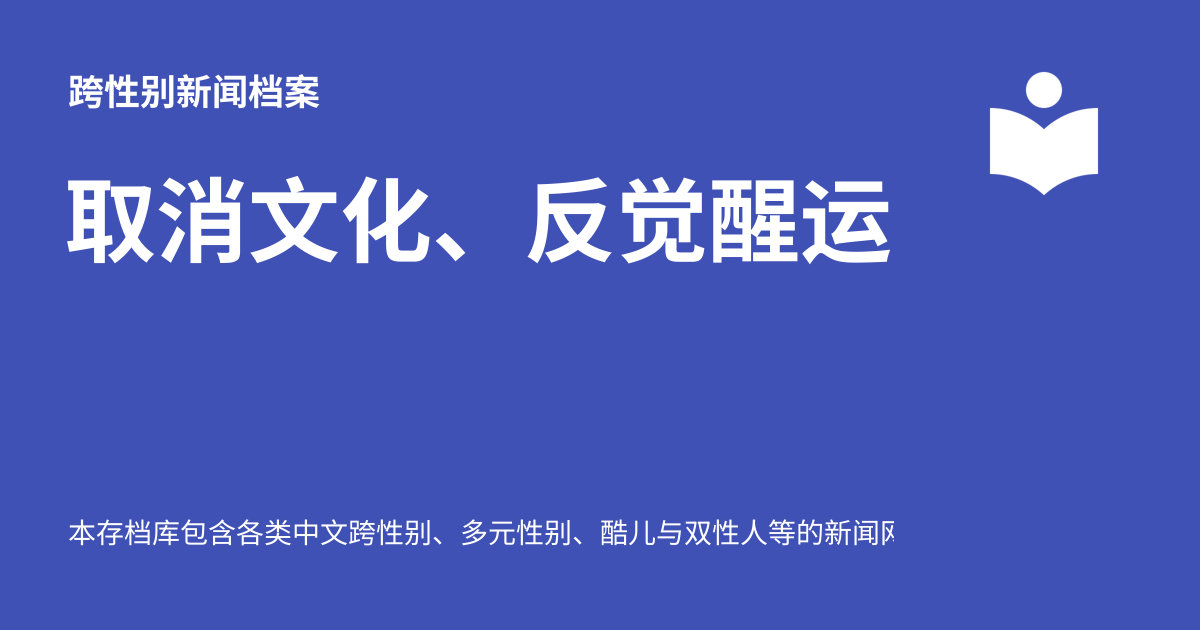 跨性别新闻档案
取消文化、反觉醒运
本存档库包含各类中文跨性别、多元性别、酷儿与双性人等的新闻网